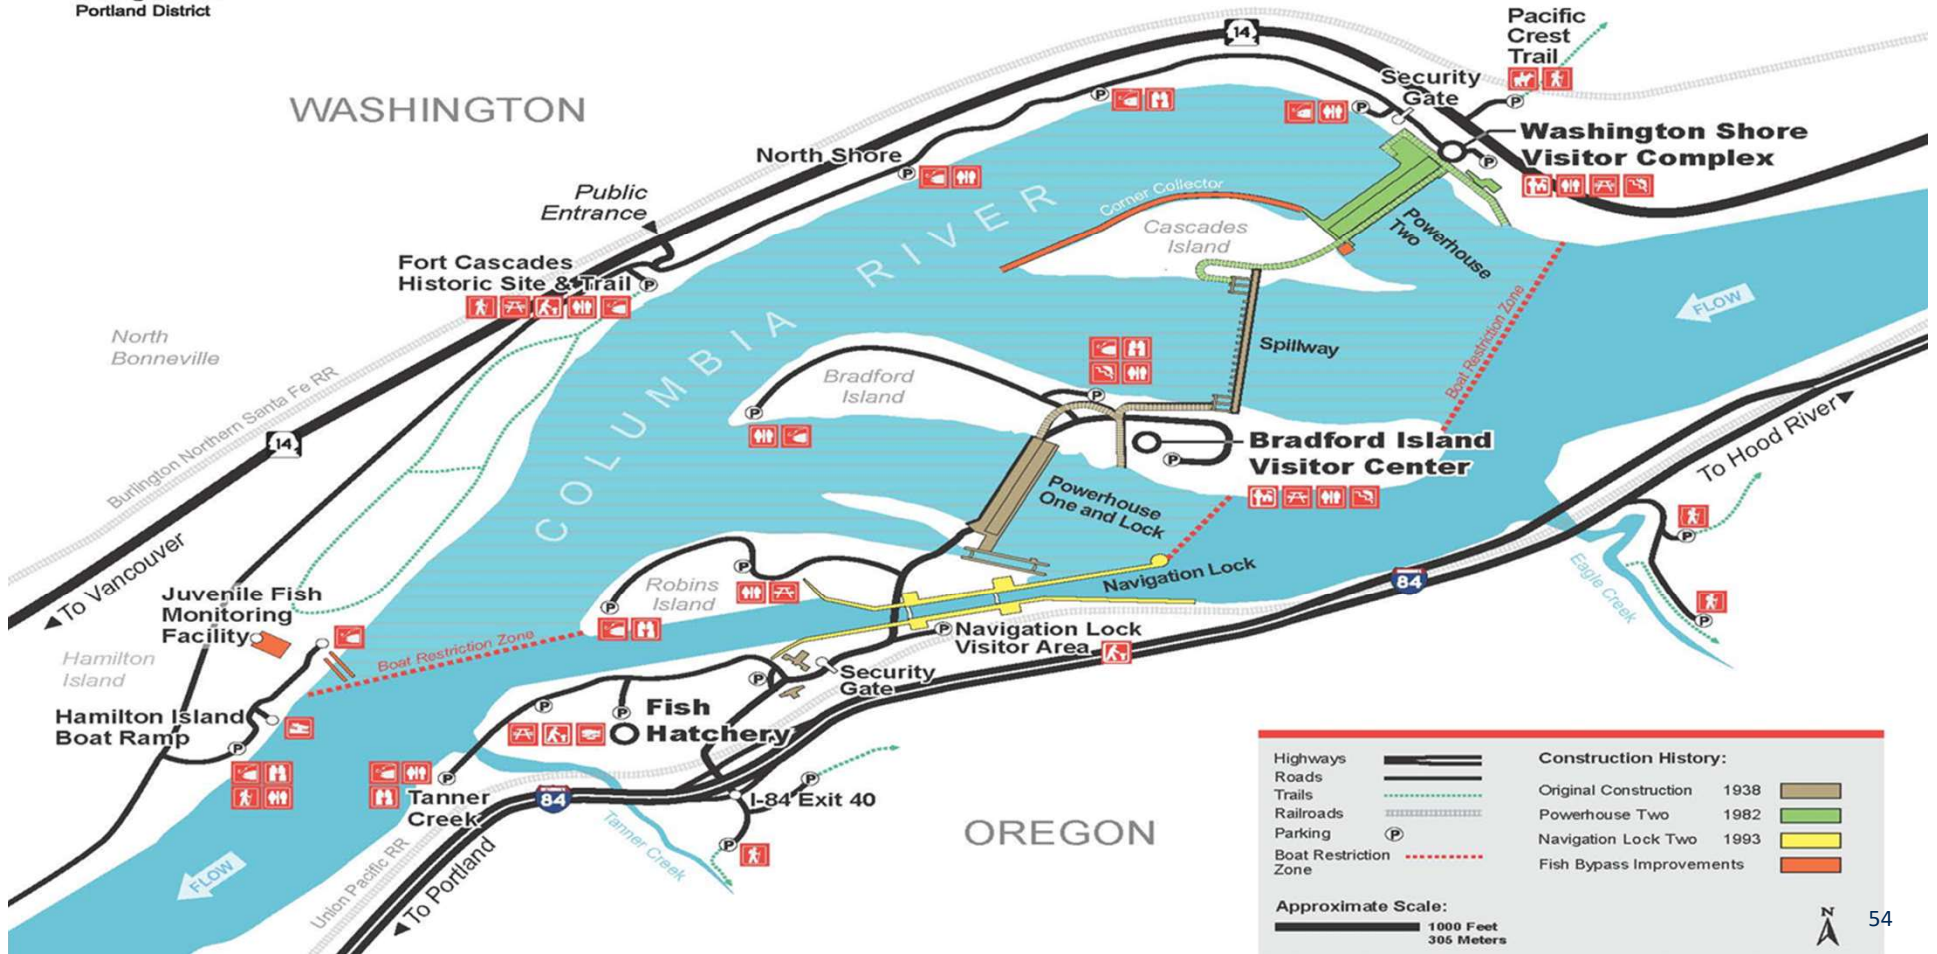 Portland District
Pacific
Crest
Trail
14
Security
Gate
WASHINGTON
Washington Shore
Visitor Complex
North Shore
Public
Entrance
Corner Collector
Cascades
Island
Powerhouse
Two
COLUMBIA RIVER
Fort Cascades
Historic Site & Trail
FLOW
Boat Restriction Zone
North
Bonneville
Spillway
Bradford
Island
Burlington Northern Santa Fe RR
14
To Hood River
Bradford Island
Visitor Center
Powerhouse
One and Lock
To Vancouver
Navigation Lock
84
Eagle Creek
Juvenile Fish
Monitoring
Facility
Robins
Island
Navigation Lock
Visitor Area
Boat Restriction Zone
Hamilton
Island
Security
Gate
Hamilton Island
Boat Ramp
Fish
Hatchery
Tanner
Creek
84
I-84 Exit 40
OREGON
Tanner Creek
FLOW
Union Pacific RR
To Portland
Highways
Roads
Trails
Railroads
Parking P
Boat Restriction
Zone
Construction History:
Original Construction 1938
Powerhouse Two 1982
Navigation Lock Two 1993
Fish Bypass Improvements
Approximate Scale:
1000 Feet
305 Meters
N
54